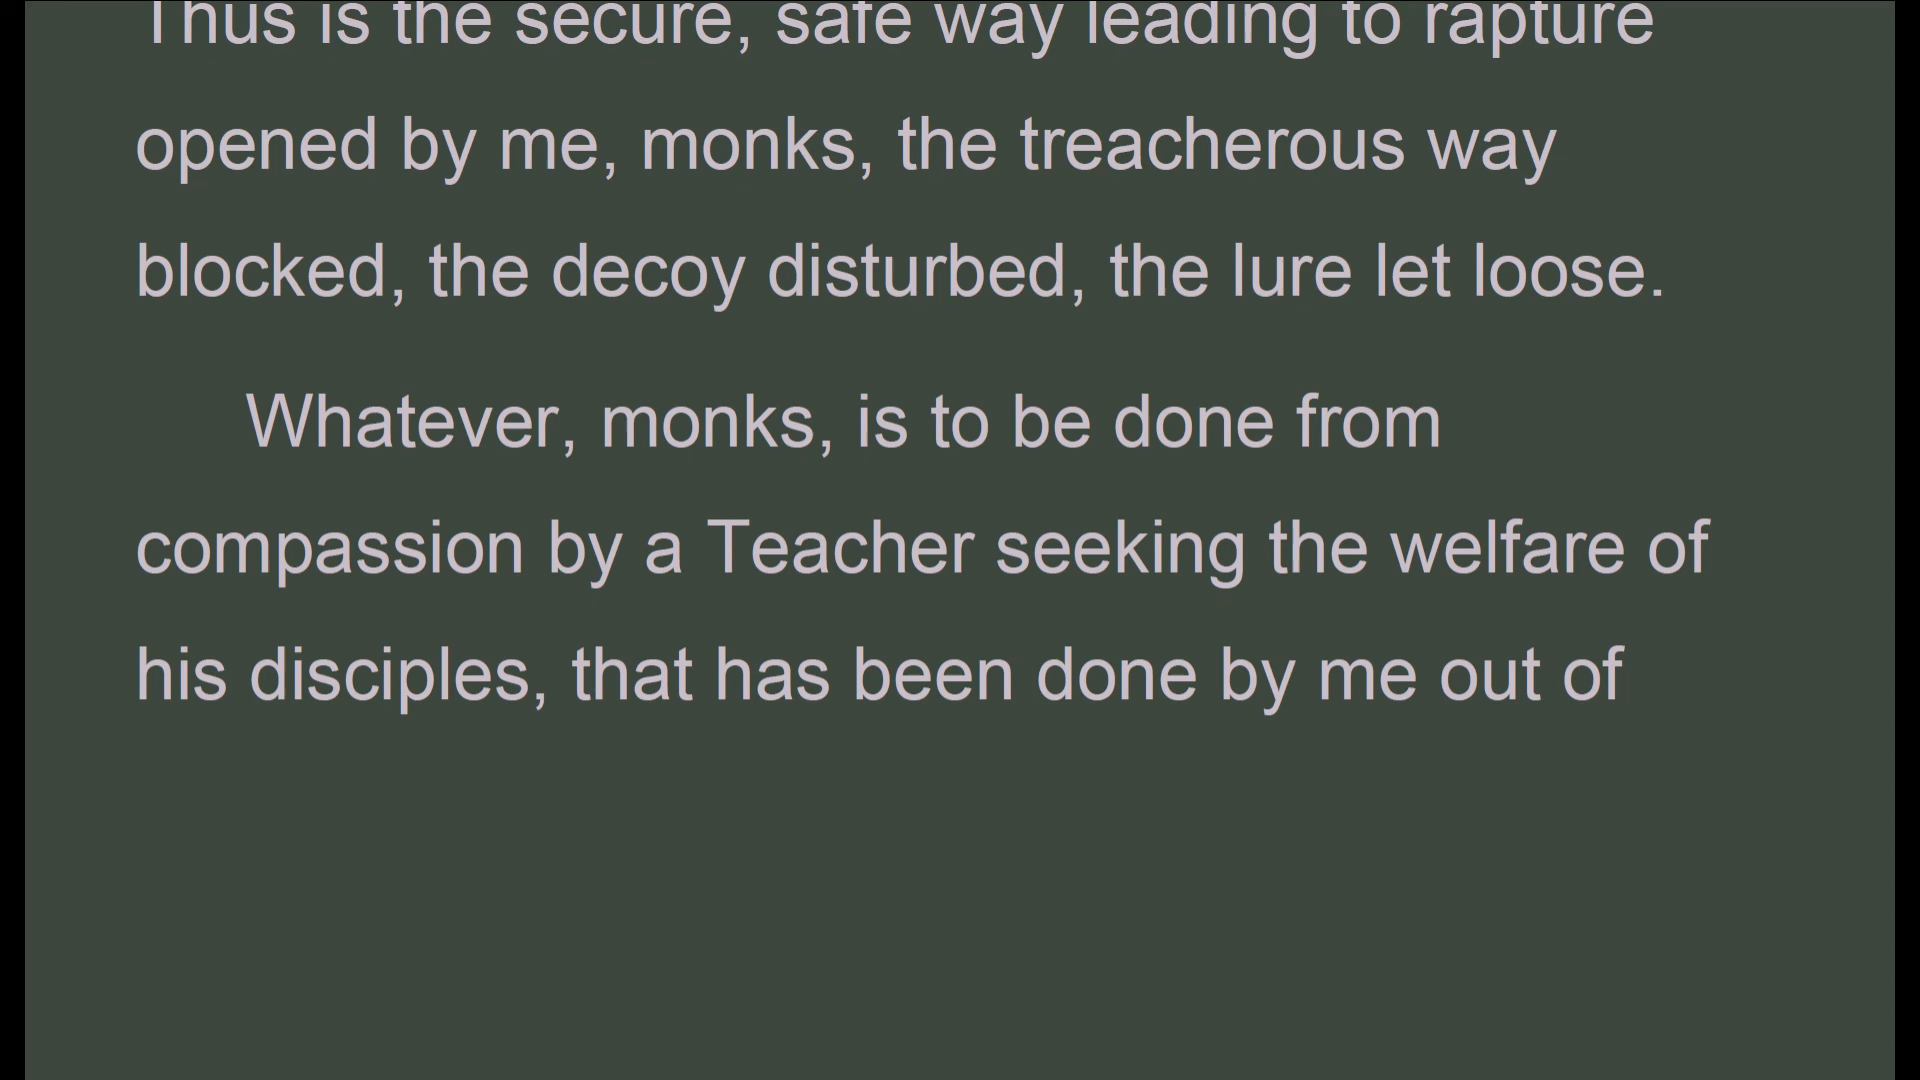 Thus is the secure, safe way leading to rapture
opened by me, monks, the treacherous way
blocked, the decoy disturbed, the lure let loose.
Whatever, monks, is to be done from
compassion by a Teacher seeking the welfare of
his disciples, that has been done by me out of